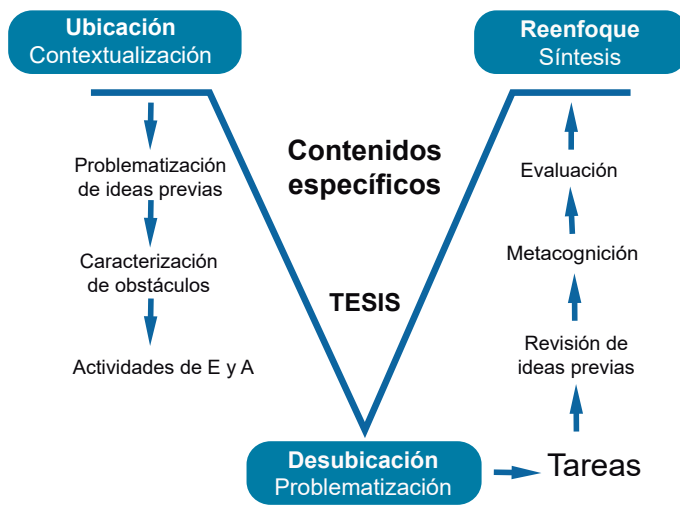 Ubicación
Contextualización
Reenfoque
Síntesis
Contenidos
específicos
TESIS
Problematización
de ideas previas
Caracterización
de obstáculos
Actividades de E y A
Evaluación
Metacognición
Revisión de
ideas previas
Desubicación
Problematización
Tareas